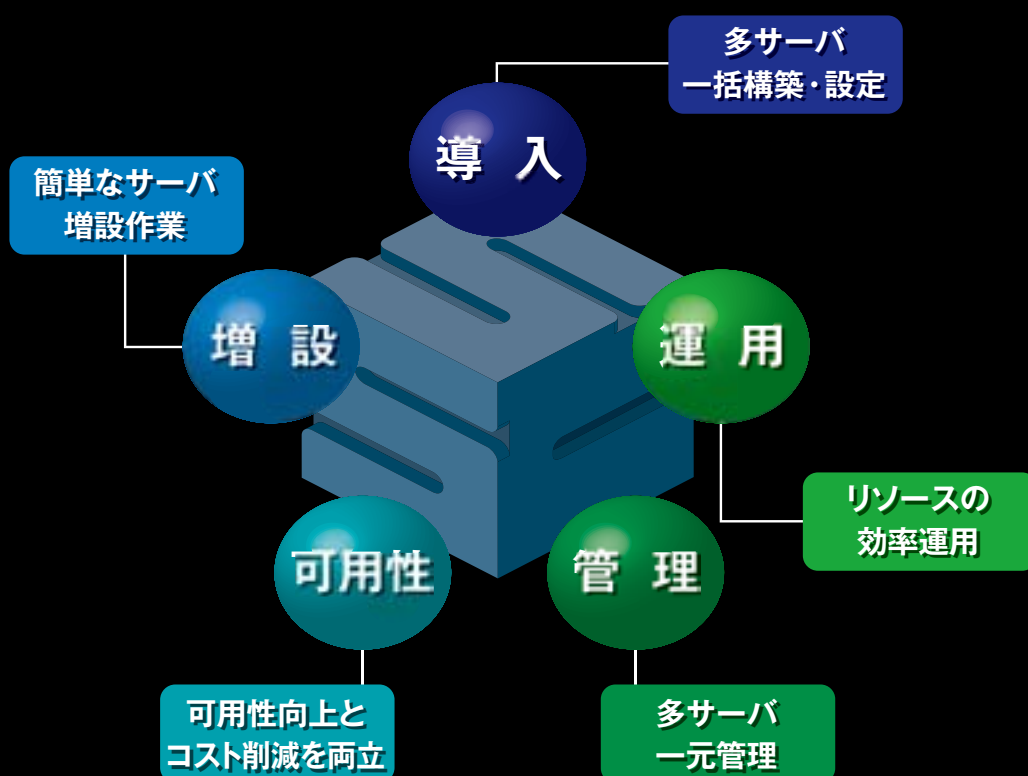 多サーバ
一括構築・設定
導 入
簡単なサーバ
増設作業
増 設
運 用
リソースの
効率運用
可用性
管 理
可用性向上と
コスト削減を両立
多サーバ
一元管理